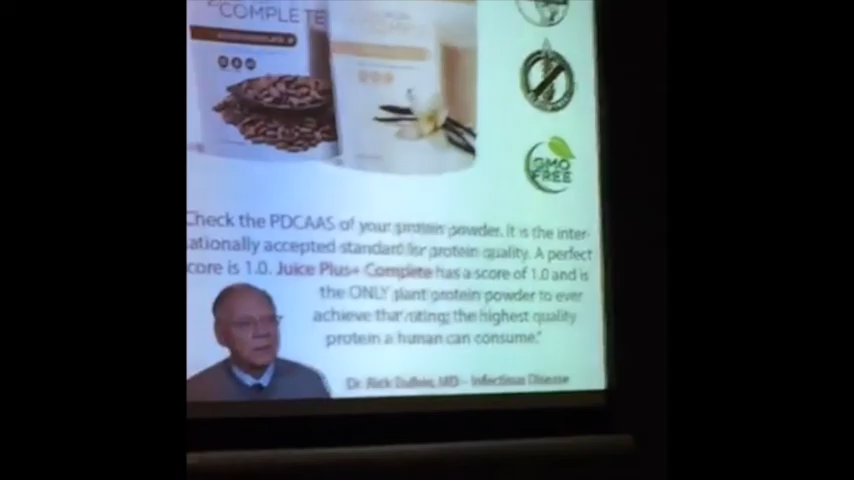 COMPLETE
GMO
FREE
Check the PDCAAS of your protein powder. It is the inter-
nationally accepted standard for protein quality. A perfect
core is 1.0. Juice Plus+ Complete has a score of 1.0 and is
the ONLY plant protein powder to ever
achieve that rating; the highest quality
protein a human can consume."
Dr. Rick MD - Infectious Disease